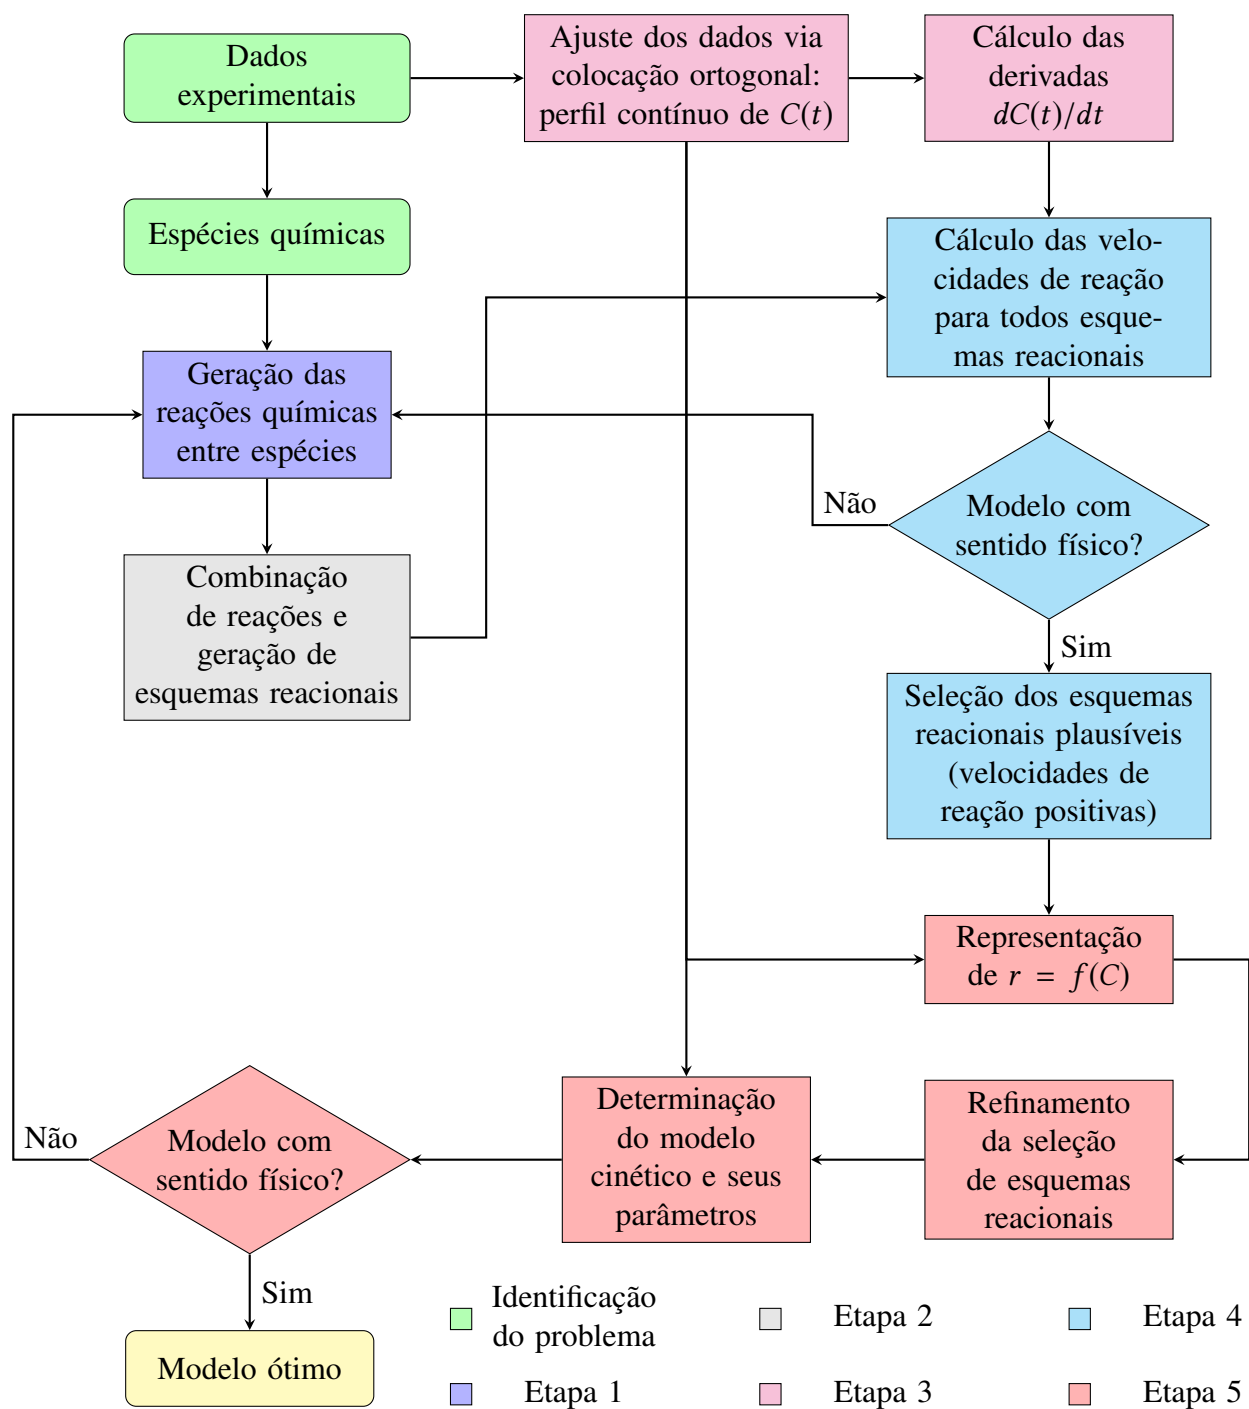 Dados
experimentais
Ajuste dos dados via
colocação ortogonal:
perfil contínuo de C(t)
Cálculo das
derivadas
dC(t)/dt
Espécies químicas
Cálculo das velo-
cidades de reação
para todos esque-
mas reacionais
Geração das
reações químicas
entre espécies
Não
Modelo com
sentido físico?
Combinação
de reações e
geração de
esquemas reacionais
Sim
Seleção dos esquemas
reacionais plausíveis
(velocidades de
reação positivas)
Representação
de r = f(C)
Refinamento
da seleção
de esquemas
reacionais
Determinação
do modelo
cinético e seus
parâmetros
Não
Modelo com
sentido físico?
Sim
Modelo ótimo
Identificação
do problema
Etapa 2
Etapa 4
Etapa 1
Etapa 3
Etapa 5